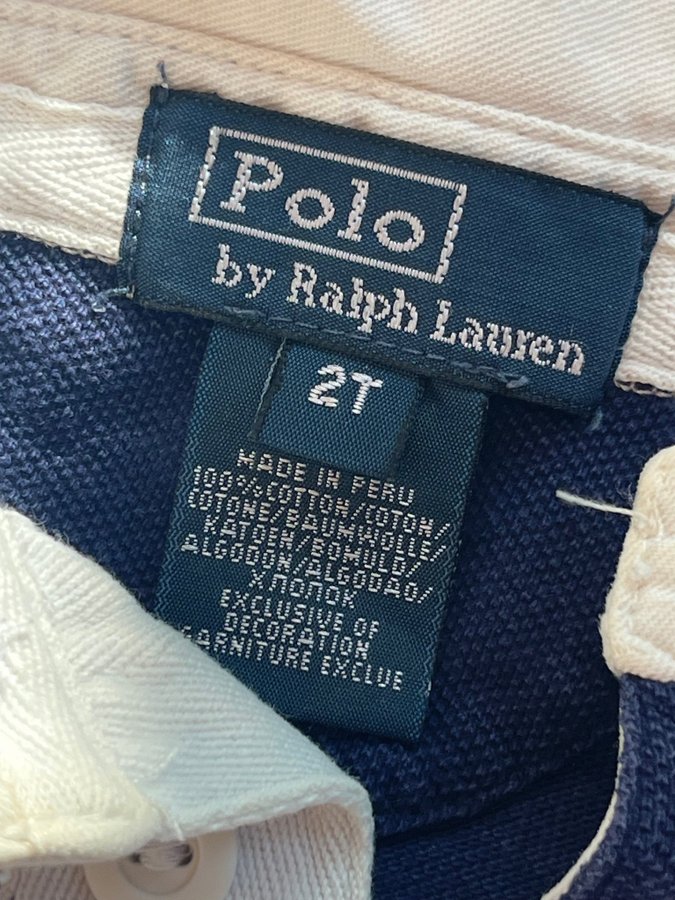 Polo
by Ralph Lauren
2T
MADE IN PERU
100% COTTON/COTON/
COTONE/BAUMWOLLE/
KATOEN/BOMULD/
ALGODON/ALGODAO/
ХЛОПОК
EXCLUSIVE OF
DECORATION
GARNITURE EXCLUE